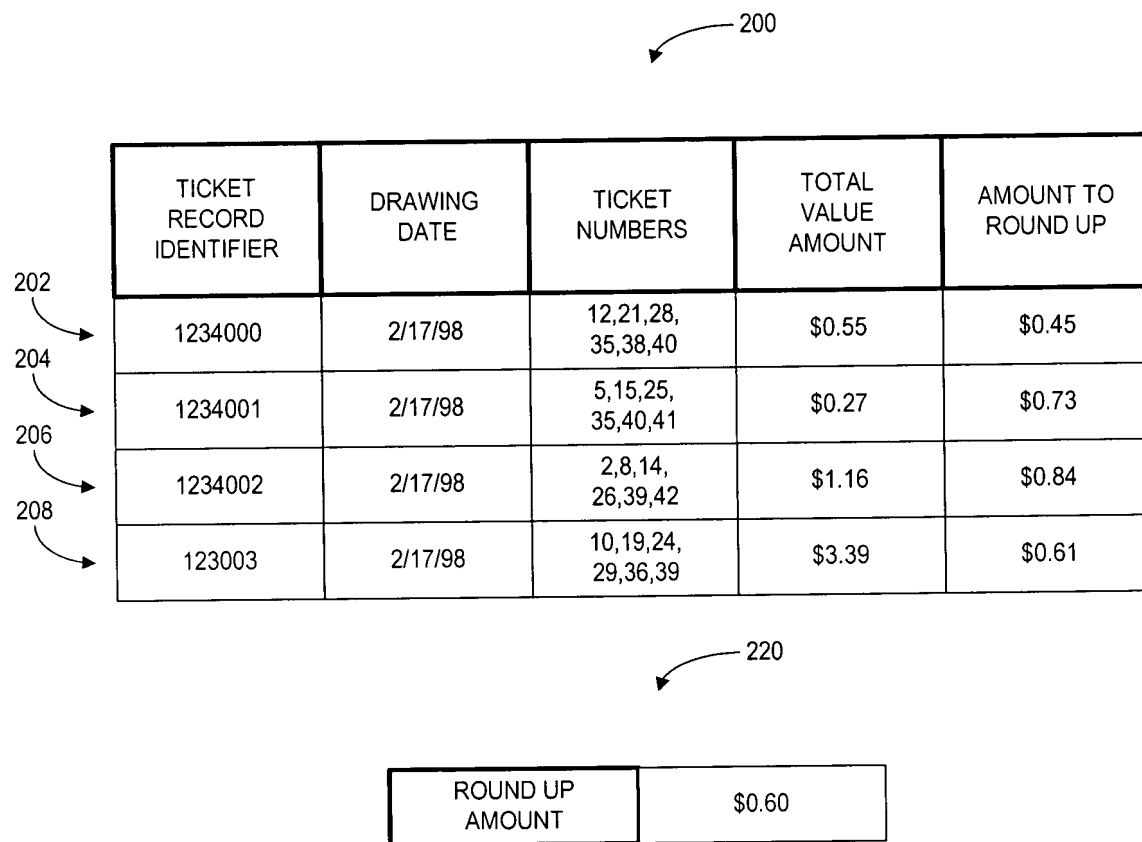 200
TICKET
RECORD
IDENTIFIER
DRAWING
DATE
TICKET
NUMBERS
TOTAL
VALUE
AMOUNT
AMOUNT TO
ROUND UP
202
1234000
2/17/98
12,21,28,
35,38,40
$0.55
$0.45
204
1234001
2/17/98
5,15,25,
35,40,41
$0.27
$0.73
206
1234002
2/17/98
2,8,14,
26,39,42
$1.16
$0.84
208
123003
2/17/98
10,19,24,
29,36,39
$3.39
$0.61
220
ROUND UP
AMOUNT
$0.60